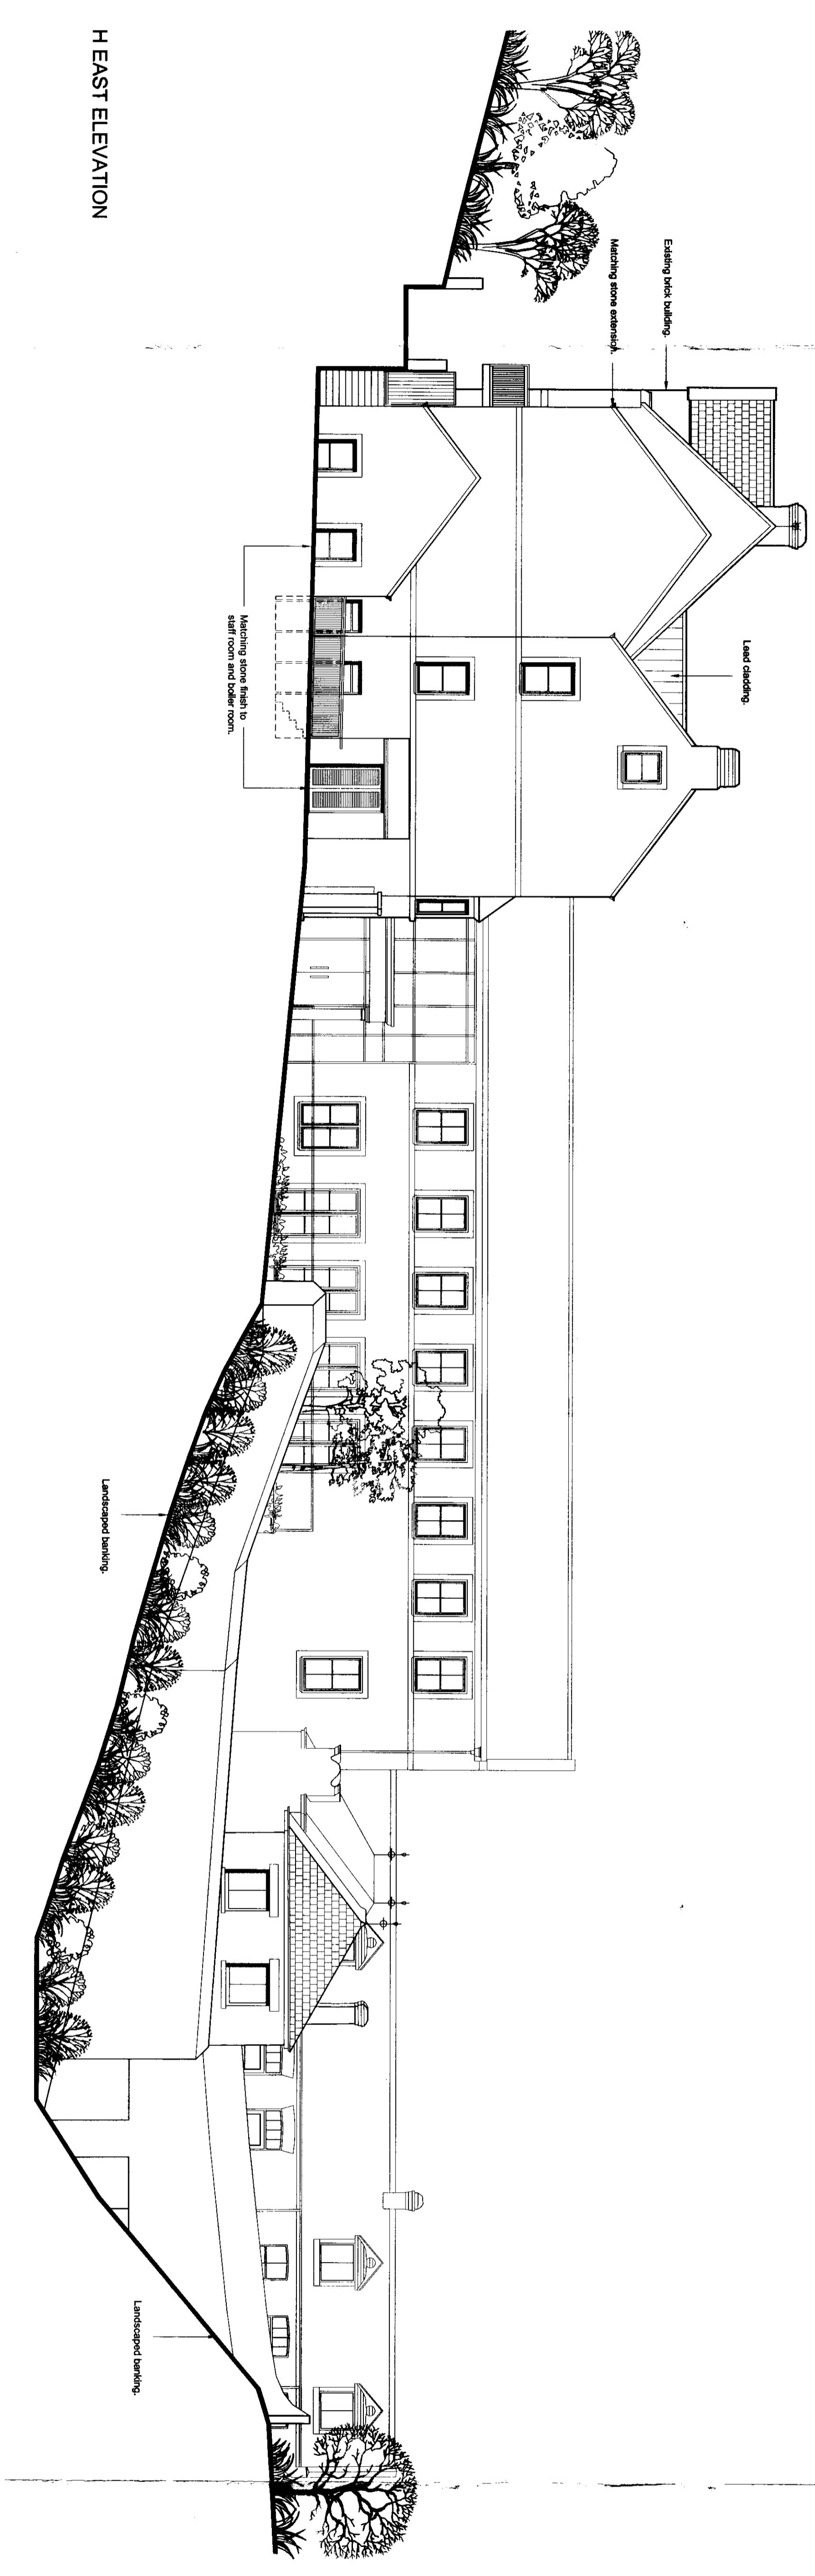 Existing brick building.
Matching stone extension.
Lead cladding.
Matching stone finish to
staff room and boiler room.
Landscaped banking.
Landscaped banking.
H EAST ELEVATION